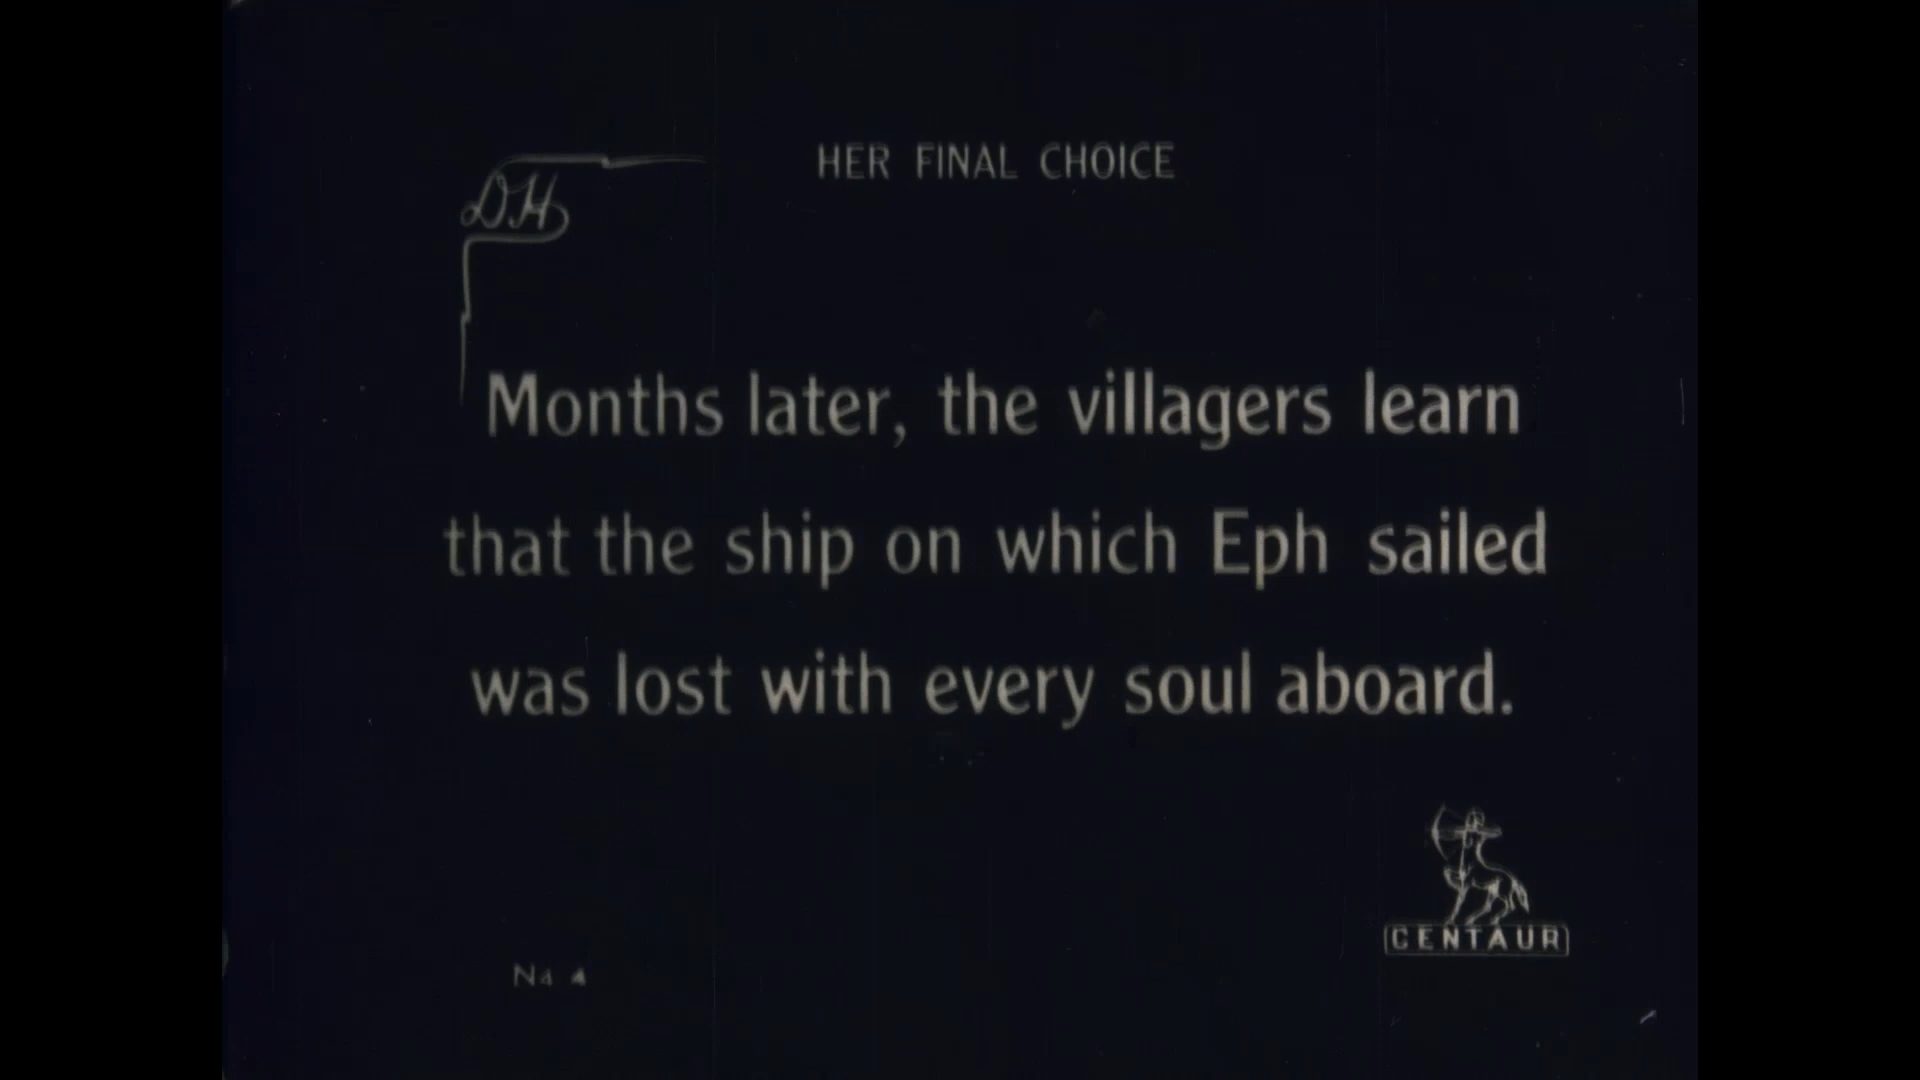 HER FINAL CHOICE
DH
Months later, the villagers learn
that the ship on which Eph sailed
was lost with every soul aboard.
CENTAUR
No 4